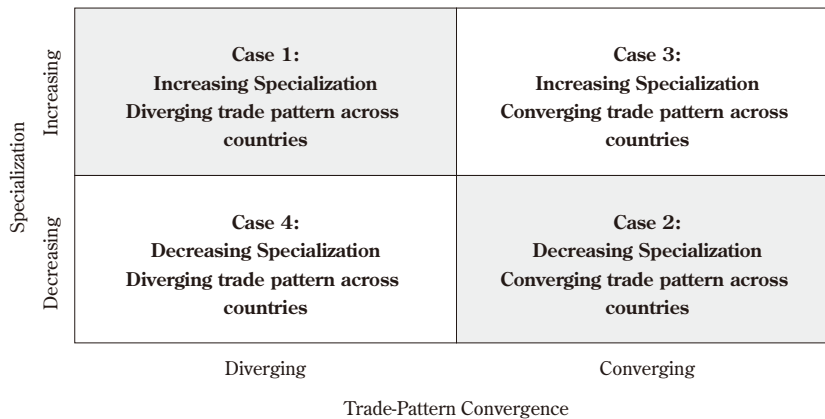 Specialization
Increasing
Case 1:
Increasing Specialization
Diverging trade pattern across
countries
Case 3:
Increasing Specialization
Converging trade pattern across
countries
Decreasing
Case 4:
Decreasing Specialization
Diverging trade pattern across
countries
Case 2:
Decreasing Specialization
Converging trade pattern across
countries
Diverging
Converging
Trade-Pattern Convergence